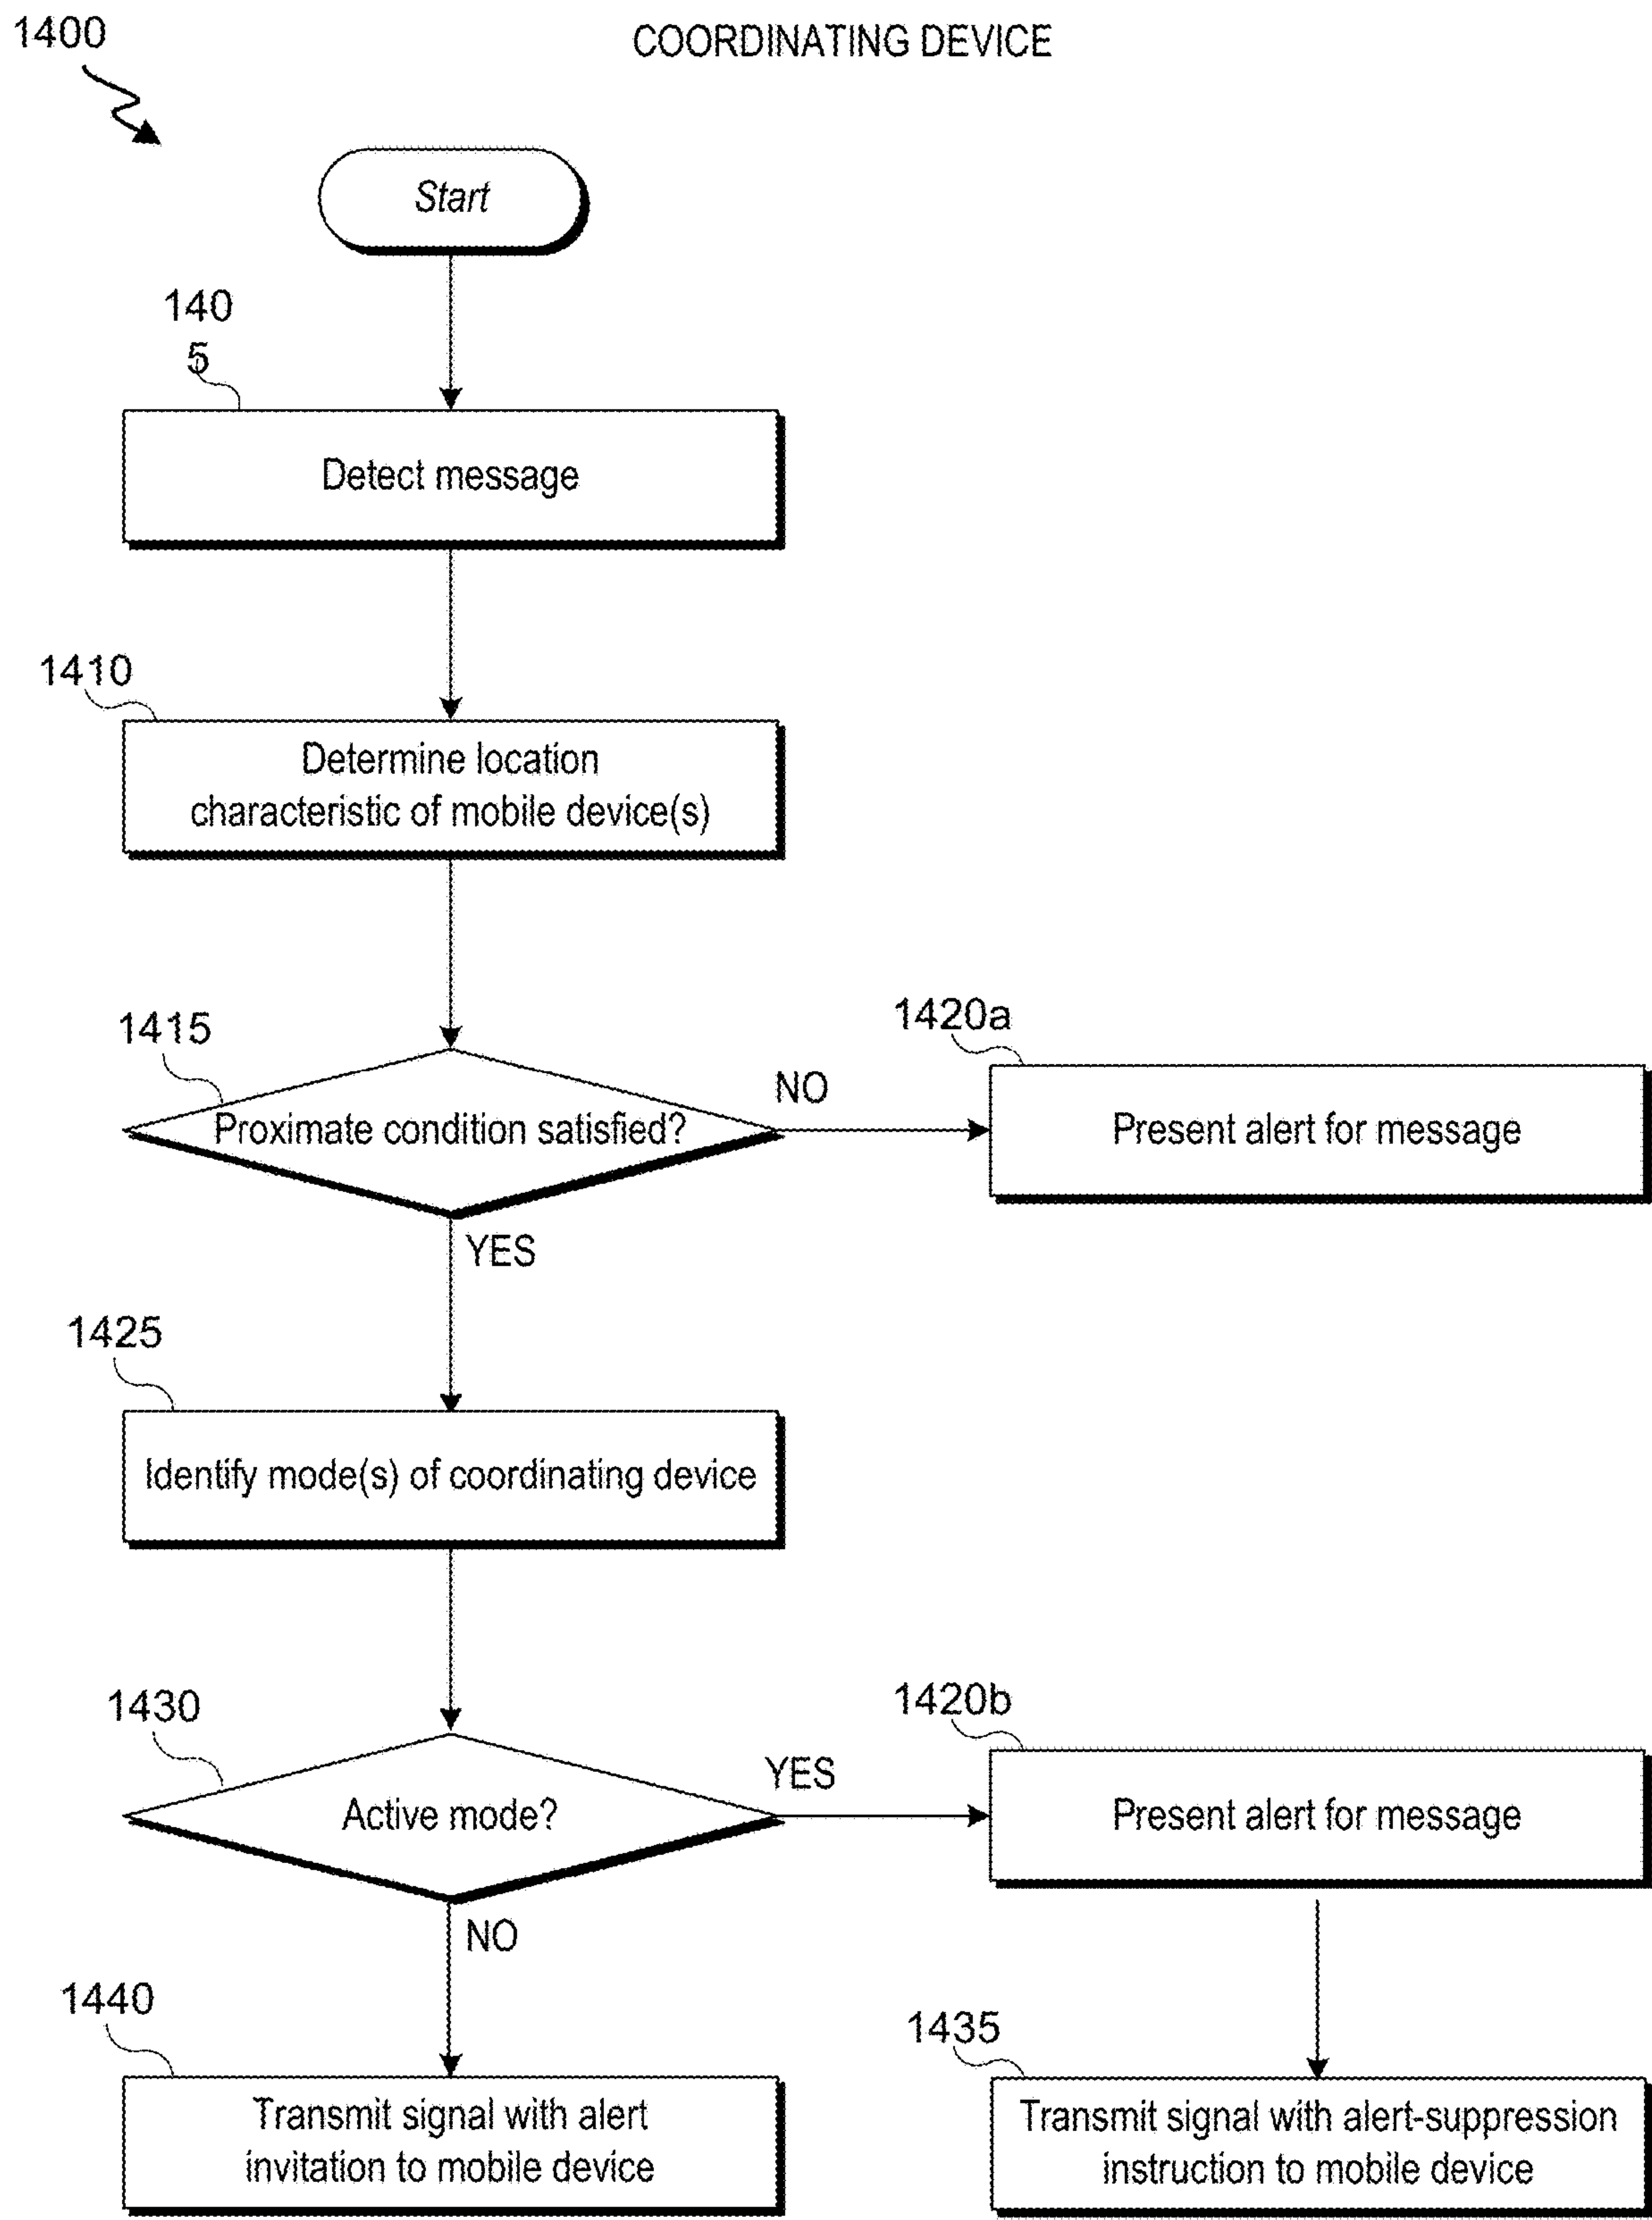 1400
COORDINATING DEVICE
Start
140
5
Detect message
1410
Determine location
characteristic of mobile device(s)
1415
Proximate condition satisfied?
NO
1420a
Present alert for message
YES
1425
Identify mode(s) of coordinating device
1430
Active mode?
YES
1420b
Present alert for message
NO
1440
Transmit signal with alert
invitation to mobile device
1435
Transmit signal with alert-suppression
instruction to mobile device